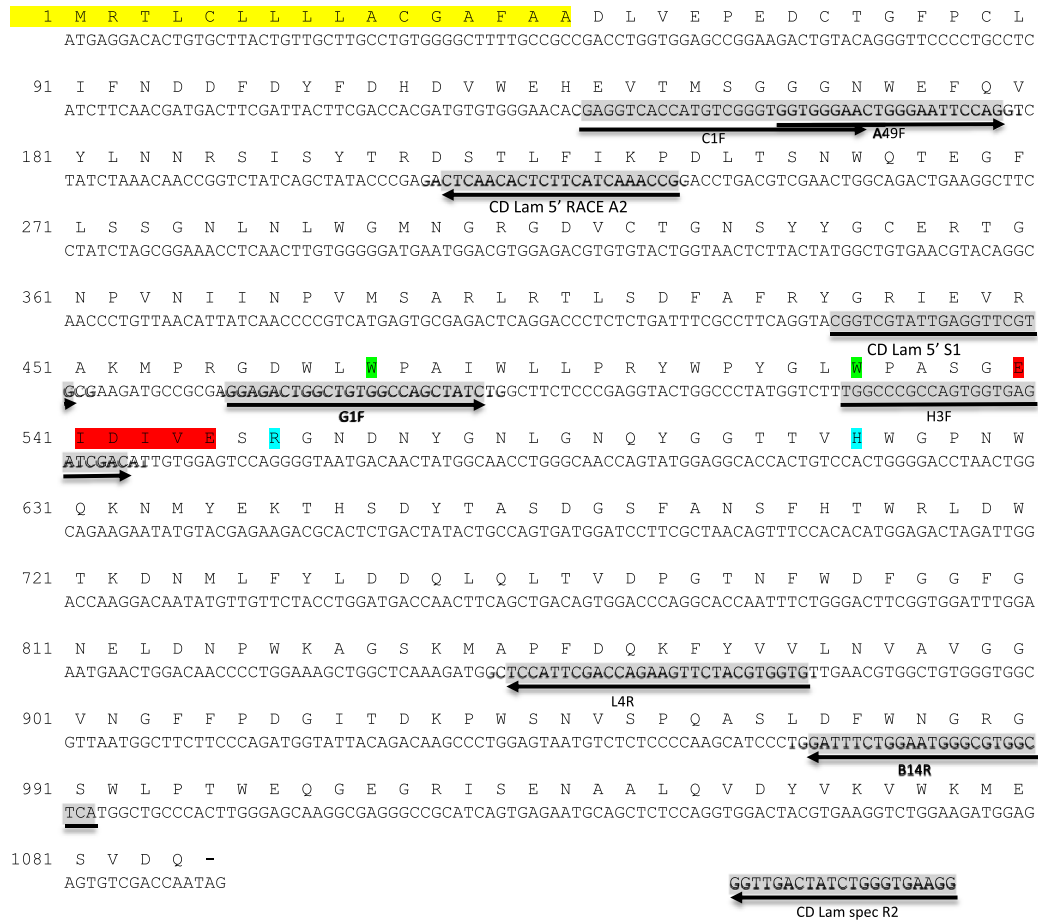 1 M R T L C L L L L A C G A F A A D L V E P E D C T G F P C L
ATGAGGACACTGTGCTTACTGTTGCTTGCCTGTGGGGCTTTTGCCGCCGACCTGGTGGAGCCGGAAGACTGTACAGGGTTCCCCTGCCTC
91 I F N D D F D Y F D H D V W E H E V T M S G G G N W E F Q V
ATCTTCAACGATGACTTCGATTACTTCGACCACGATGTGTGGGAACACGAGGTCACCATGTCGGGTGGTGGGAACTGGGAATTCCAGGTC
C1F A49F
181 Y L N N R S I S Y T R D S T L F I K P D L T S N W Q T E G F
TATCTAAACAACCGGTCTATCAGCTATACCCGAGACTCAACACTCTTCATCAAACCGGACCTGACGTCGAACTGGCAGACTGAAGGCTTC
CD Lam 5′ RACE A2
271 L S S G N L N L W G M N G R G D V C T G N S Y Y G C E R T G
CTATCTAGCGGAAACCTCAACTTGTGGGGGATGAATGGACGTGGAGACGTGTGTACTGGTAACTCTTACTATGGCTGTGAACGTACAGGC
361 N P V N I I N P V M S A R L R T L S D F A F R Y G R I E V R
AACCCTGTTAACATTATCAACCCCGTCATGAGTGCGAGACTCAGGACCCTCTCTGATTTCGCCTTCAGGTACGGTCGTATTGAGGTTCGT
CD Lam 5′ S1
451 A K M P R G D W L W P A I W L L P R Y W P Y G L W P A S G E
GCGAAGATGCCGCGAGGAGACTGGCTGTGGCCAGCTATCTGGCTTCTCCCGAGGTACTGGCCCTATGGTCTTTGGCCCGCCAGTGGTGAG
G1F H3F
541 I D I V E S R G N D N Y G N L G N Q Y G G T T V H W G P N W
ATCGACATTGTGGAGTCCAGGGGTAATGACAACTATGGCAACCTGGGCAACCAGTATGGAGGCACCACTGTCCACTGGGGACCTAACTGG
631 Q K N M Y E K T H S D Y T A S D G S F A N S F H T W R L D W
CAGAAGAATATGTACGAGAAGACGCACTCTGACTATACTGCCAGTGATGGATCCTTCGCTAACAGTTTCCACACATGGAGACTAGATTGG
721 T K D N M L F Y L D D Q L Q L T V D P G T N F W D F G G F G
ACCAAGGACAATATGTTGTTCTACCTGGATGACCAACTTCAGCTGACAGTGGACCCAGGCACCAATTTCTGGGACTTCGGTGGATTTGGA
811 N E L D N P W K A G S K M A P F D Q K F Y V V L N V A V G G
AATGAACTGGACAACCCCTGGAAAGCTGGCTCAAAGATGGCTCCATTCGACCAGAAGTTCTACGTGGTGTTGAACGTGGCTGTGGGTGGC
L4R
901 V N G F F P D G I T D K P W S N V S P Q A S L D F W N G R G
GTTAATGGCTTCTTCCCAGATGGTATTACAGACAAGCCCTGGAGTAATGTCTCTCCCCAAGCATCCCTGGATTTCTGGAATGGGCGTGGC
B14R
991 S W L P T W E Q G E G R I S E N A A L Q V D Y V K V W K M E
TCATGGCTGCCCACTTGGGAGCAAGGCGAGGGCCGCATCAGTGAGAATGCAGCTCTCCAGGTGGACTACGTGAAGGTCTGGAAGATGGAG
1081 S V D Q -
AGTGTCGACCAATAG
GGTTGACTATCTGGGTGAAGG
CD Lam spec R2